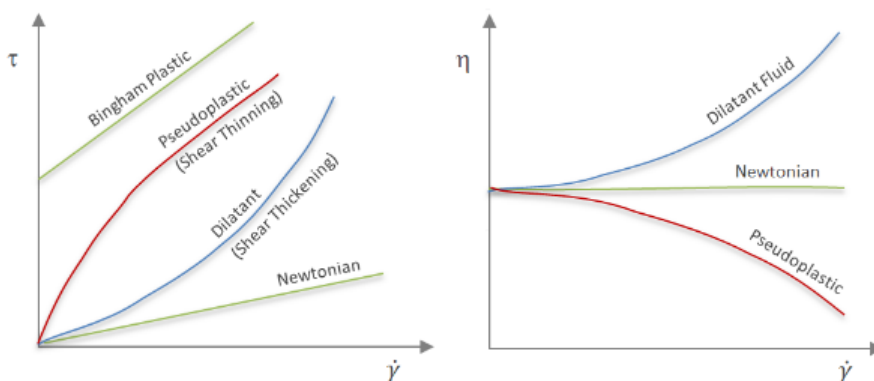 τ
Bingham Plastic
Pseudoplastic
(Shear Thinning)
Dilatant
(Shear Thickening)
Newtonian
γ̇
η
Dilatant Fluid
Newtonian
Pseudoplastic
γ̇